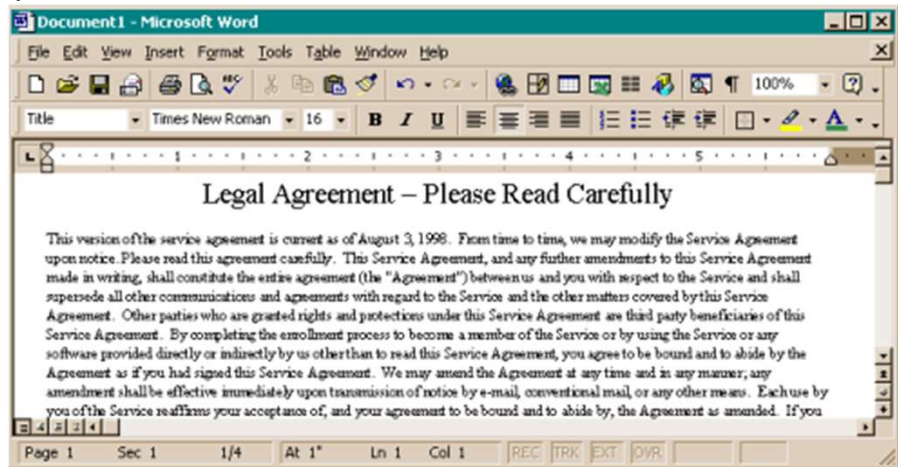 Document1 - Microsoft Word
File Edit View Insert Format Tools Table Window Help
ABC 100%
Title Times New Roman 16 B I U A
1 2 3 4 5
Legal Agreement – Please Read Carefully
This version of the service agreement is current as of August 3, 1998. From time to time, we may modify the Service Agreement
upon notice. Please read this agreement carefully. This Service Agreement, and any further amendments to this Service Agreement
made in writing, shall constitute the entire agreement (the "Agreement") between us and you with respect to the Service and shall
supersede all other communications and agreements with regard to the Service and the other matters covered by this Service
Agreement. Other parties who are granted rights and protections under this Service Agreement are third party beneficiaries of this
Service Agreement. By completing the enrollment process to become a member of the Service or by using the Service or any
software provided directly or indirectly by us other than to read this Service Agreement, you agree to be bound and to abide by the
Agreement as if you had signed this Service Agreement. We may amend the Agreement at any time and in any manner; any
amendment shall be effective immediately upon transmission of notice by e-mail, conventional mail, or any other means. Each use by
you of the Service reaffirms your acceptance of, and your agreement to be bound and to abide by, the Agreement as amended. If you
Page 1 Sec 1 1/4 At 1" Ln 1 Col 1 REC TRK EXT OVR